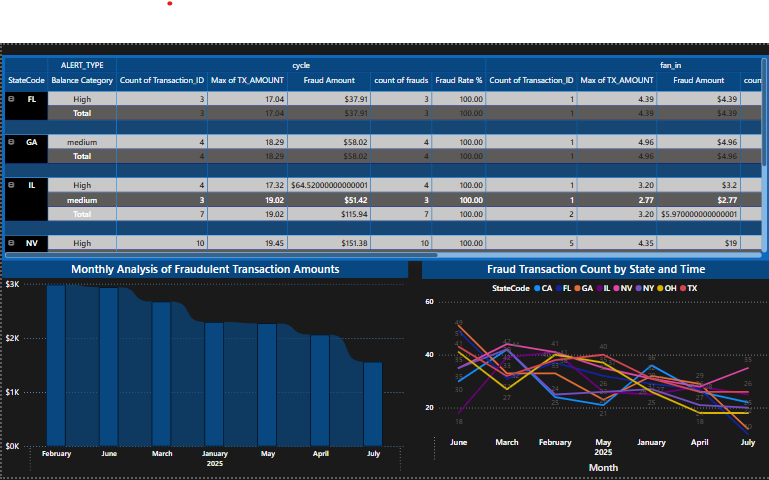 ALERT_TYPE cycle fan_in
StateCode Balance Category Count of Transaction_ID Max of TX_AMOUNT Fraud Amount count of frauds Fraud Rate % Count of Transaction_ID Max of TX_AMOUNT Fraud Amount coun
FL High 3 17.04 $37.91 3 100.00 1 4.39 $4.39
Total 3 17.04 $37.91 3 100.00 1 4.39 $4.39
GA medium 4 18.29 $58.02 4 100.00 1 4.96 $4.96
Total 4 18.29 $58.02 4 100.00 1 4.96 $4.96
IL High 4 17.32 $64.52000000000001 4 100.00 1 3.20 $3.2
medium 3 19.02 $51.42 3 100.00 1 2.77 $2.77
Total 7 19.02 $115.94 7 100.00 2 3.20 $5.970000000000001
NV High 10 19.45 $151.38 10 100.00 5 4.35 $19
Monthly Analysis of Fraudulent Transaction Amounts
$3K
$2K
$1K
$0K
February June March January May April July
2025
Fraud Transaction Count by State and Time
StateCode CA FL GA IL NV NY OH TX
60
40
20
June March February May January April July
2025
Month